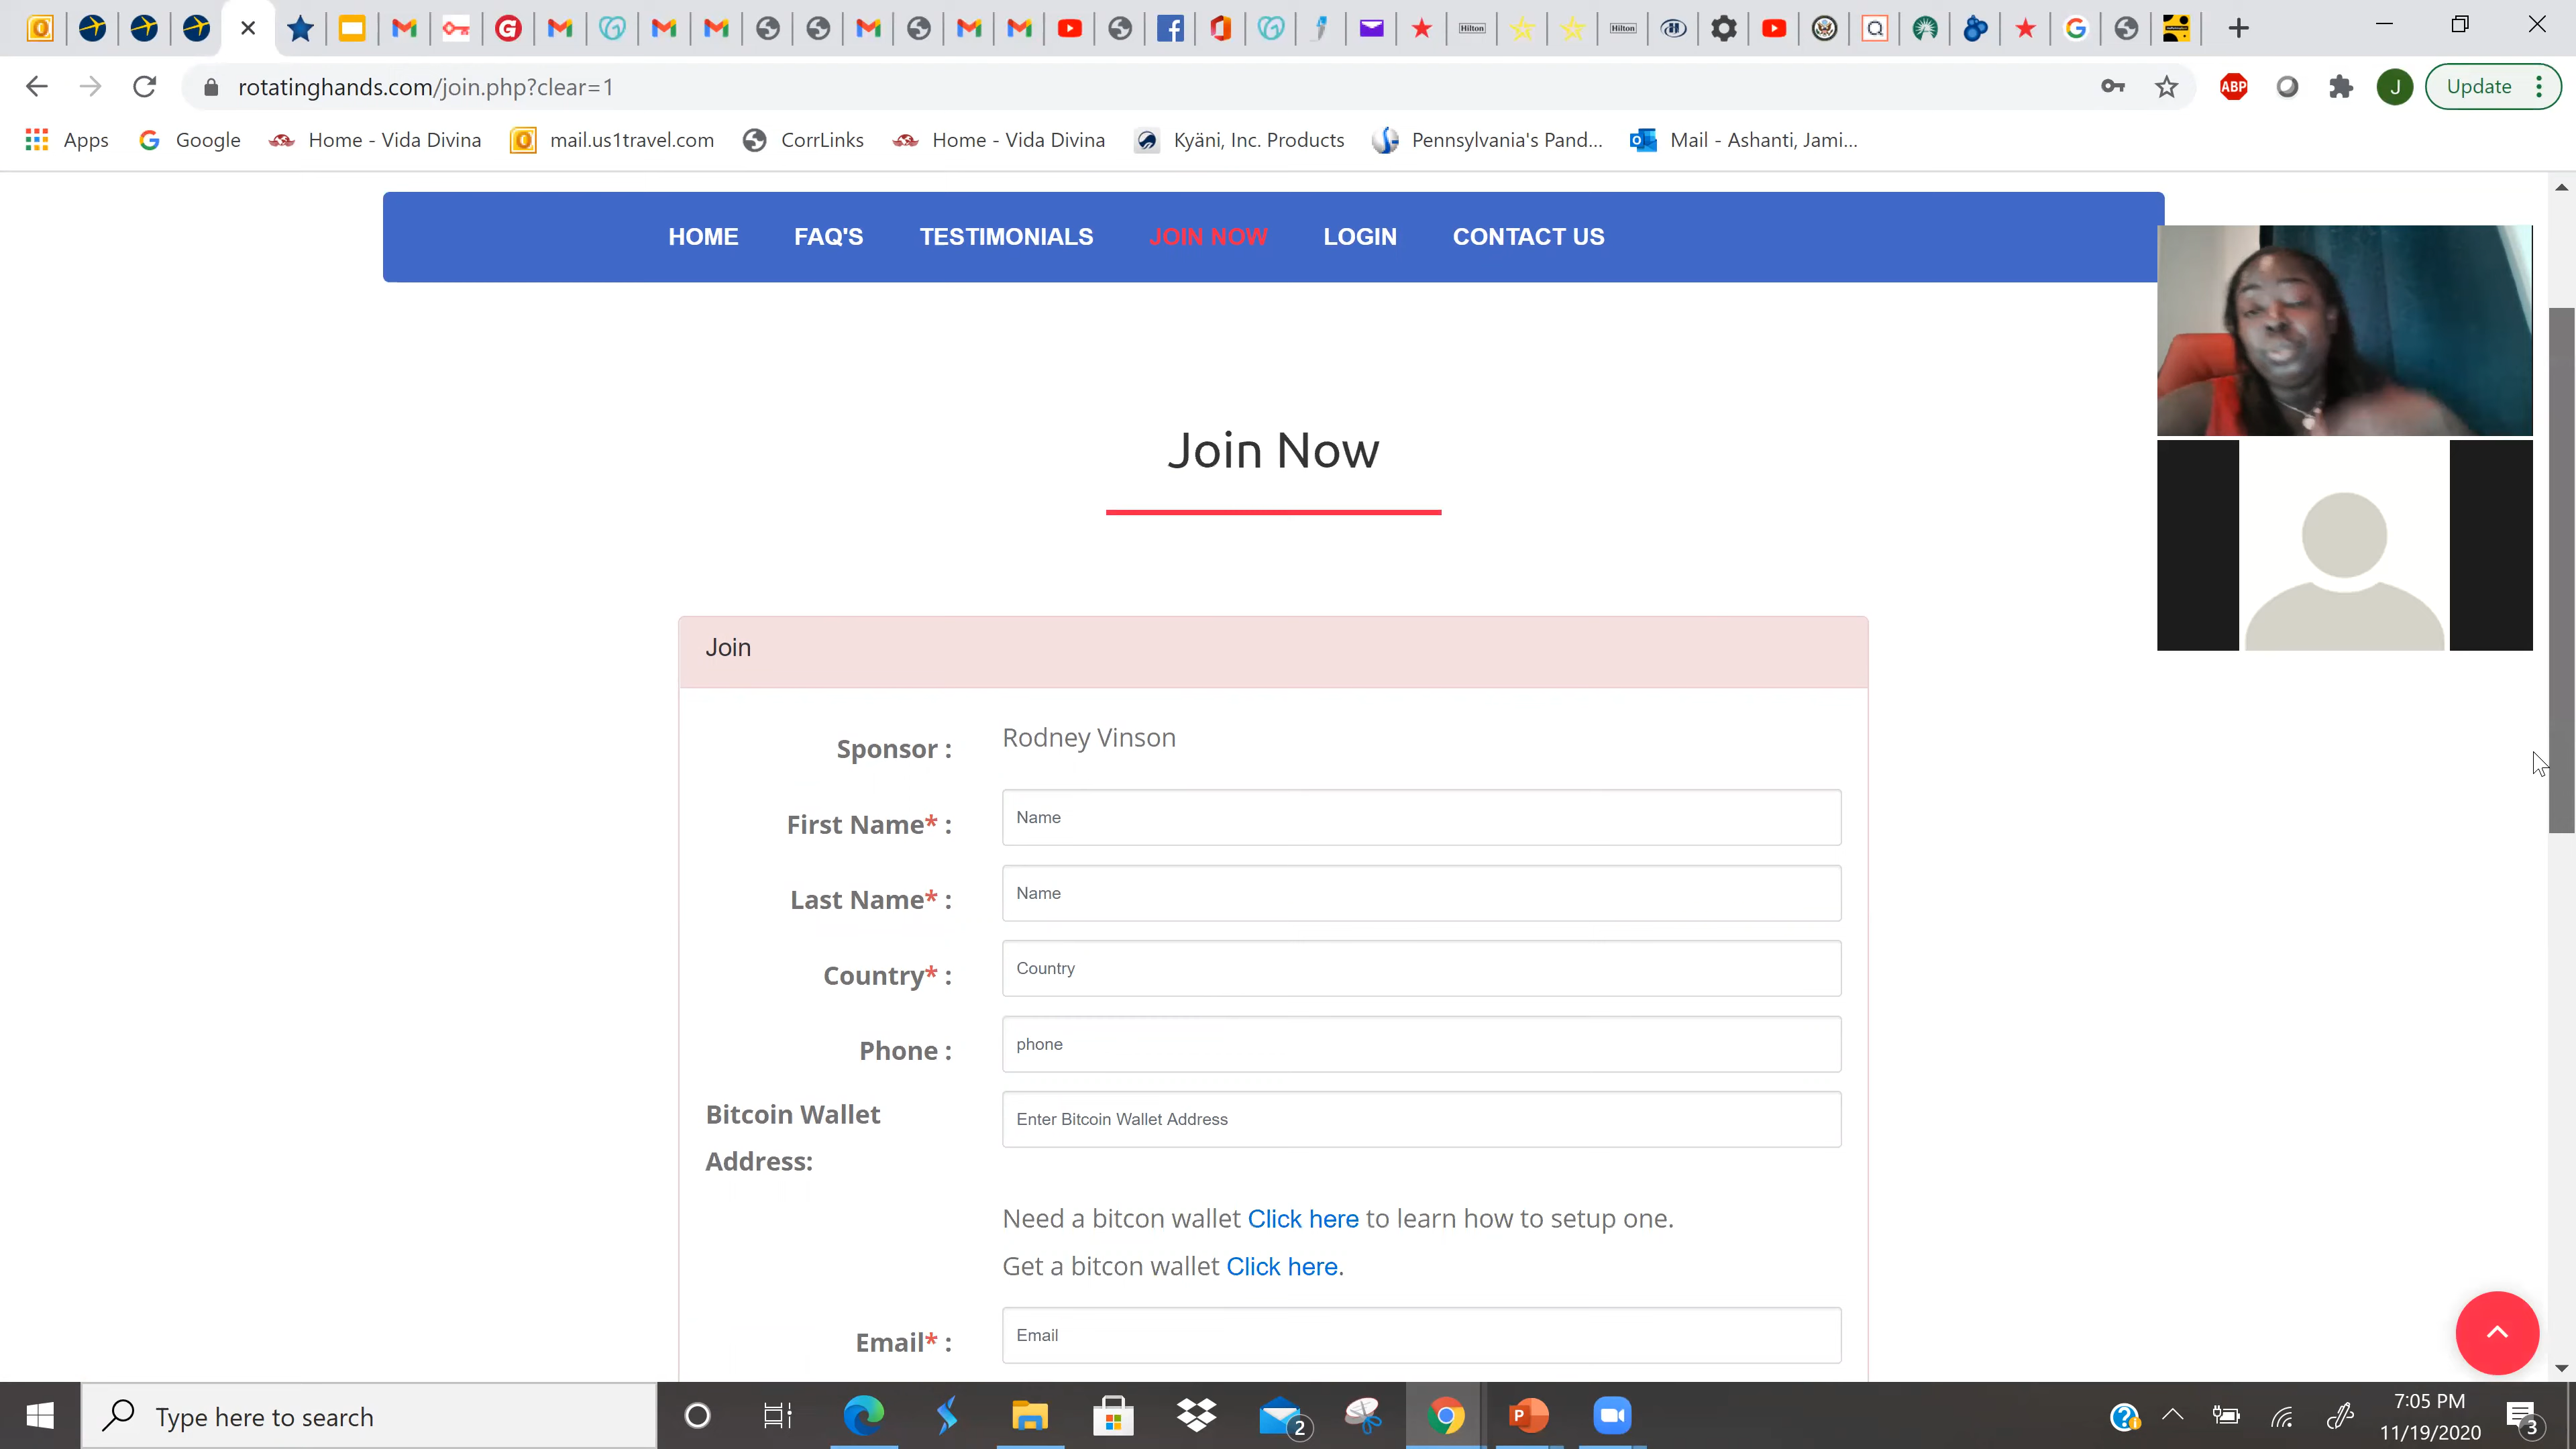 rotatinghands.com/join.php?clear=1
ABP
J
Update
Apps
Google
Home - Vida Divina
mail.us1travel.com
CorrLinks
Home - Vida Divina
Kyäni, Inc. Products
Pennsylvania's Pand...
Mail - Ashanti, Jami...
HOME
FAQ'S
TESTIMONIALS
JOIN NOW
LOGIN
CONTACT US
Join Now
Join
Sponsor :
Rodney Vinson
First Name* :
Name
Last Name* :
Name
Country* :
Country
Phone :
phone
Bitcoin Wallet
Address:
Enter Bitcoin Wallet Address
Need a bitcon wallet Click here to learn how to setup one.
Get a bitcon wallet Click here.
Email* :
Email
Type here to search
2
7:05 PM
11/19/2020
3